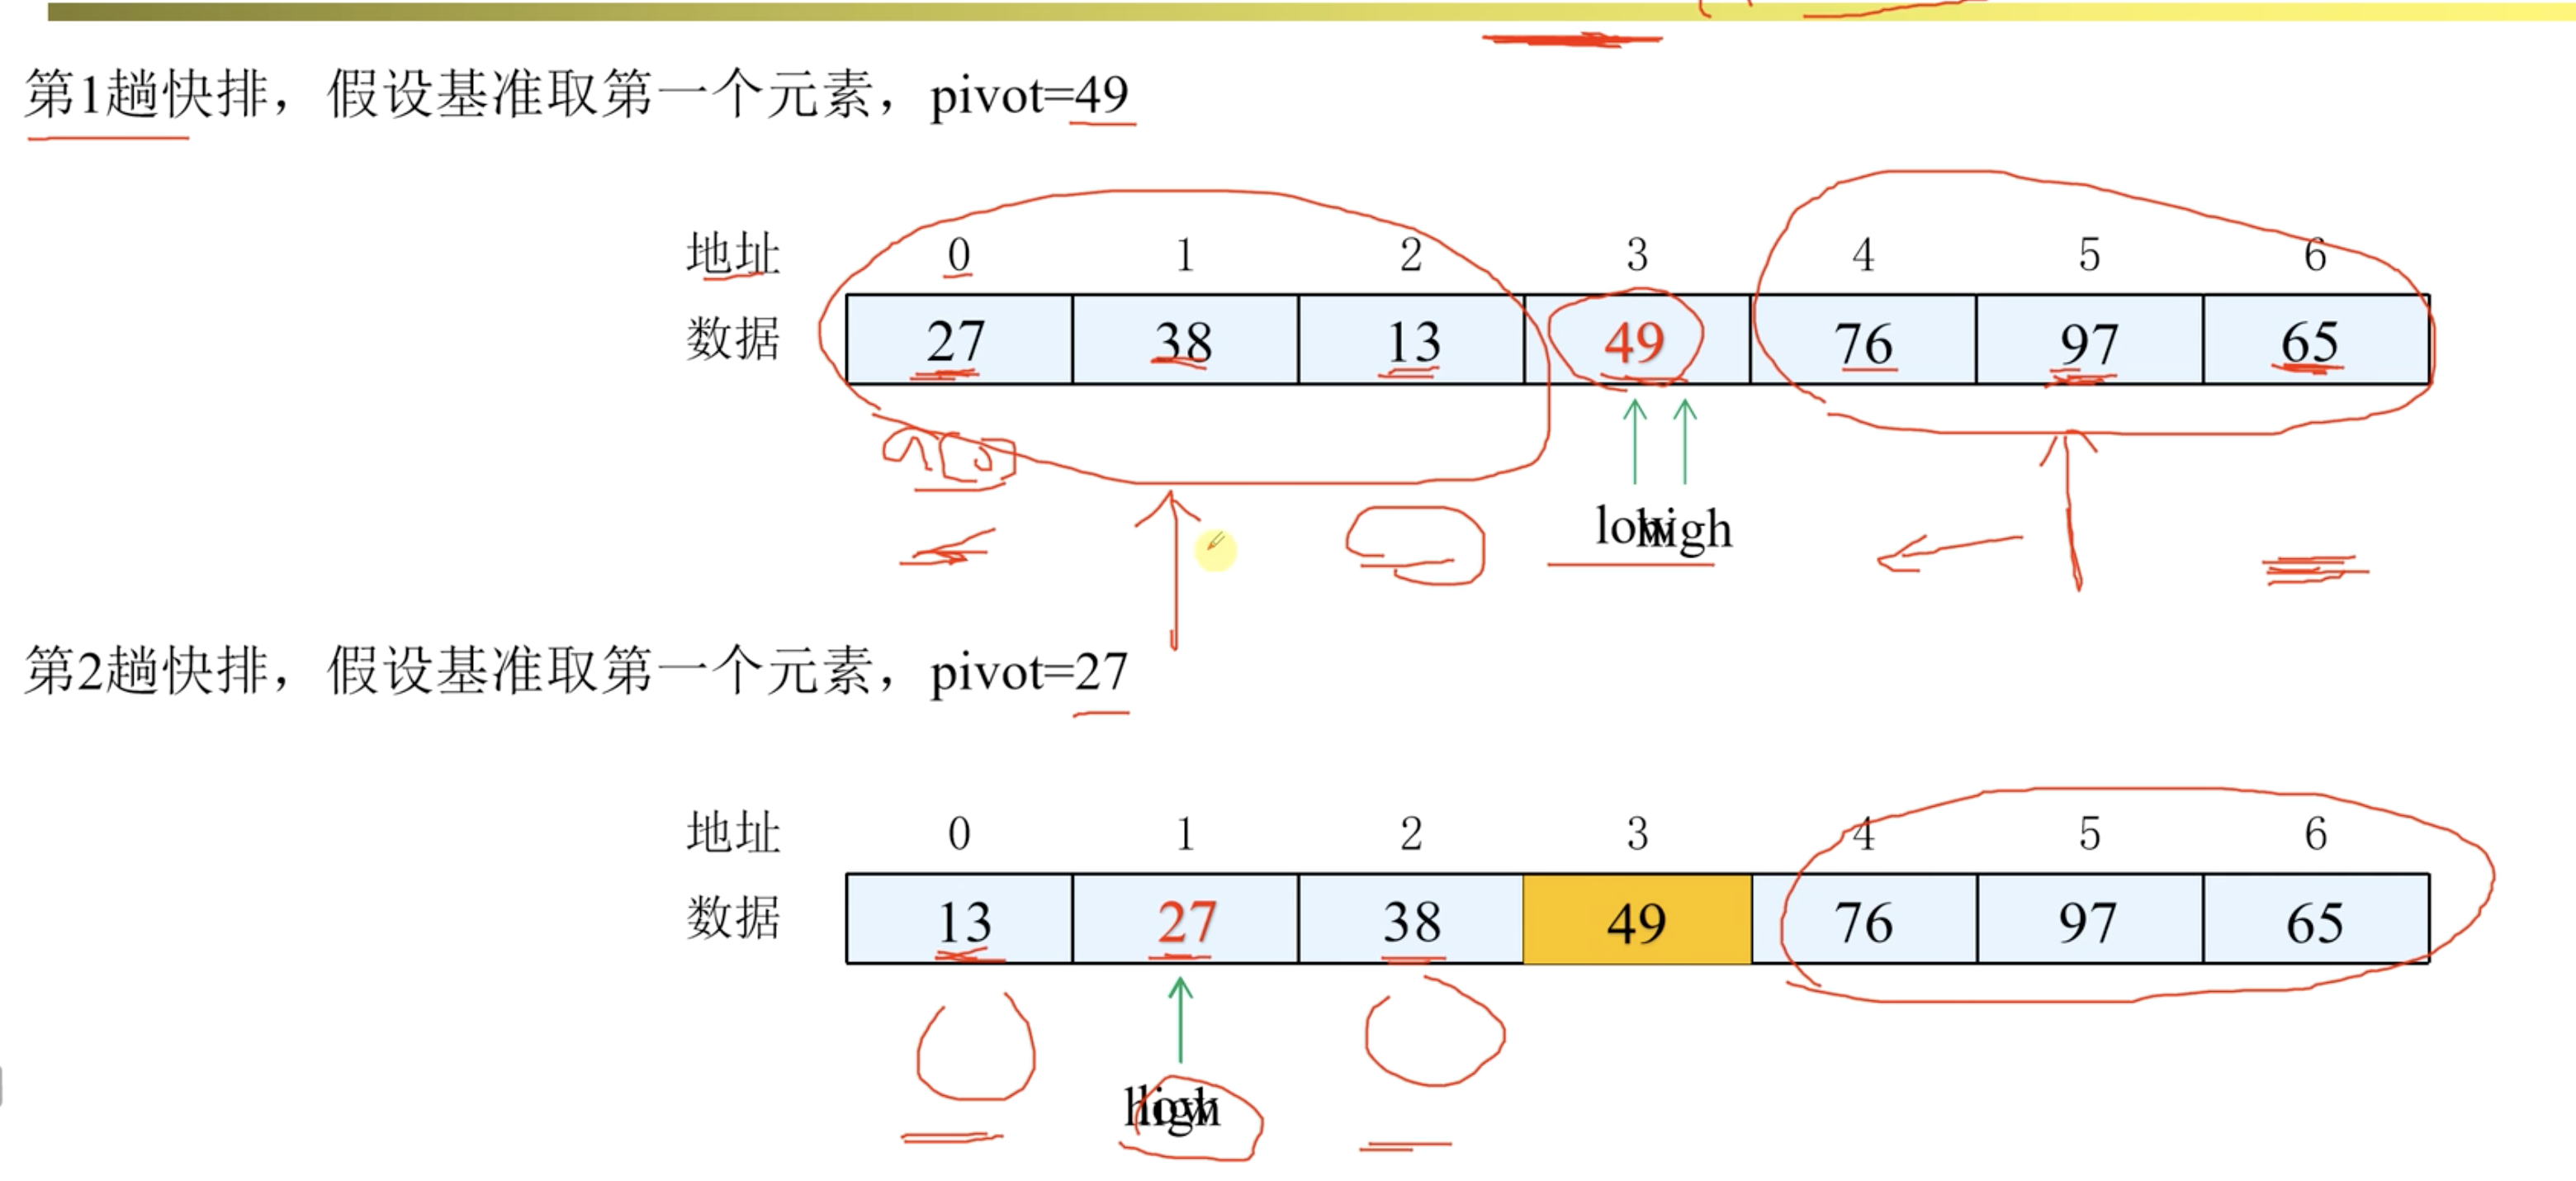 第1趟快排，假设基准取第一个元素，pivot=49
地址 0 1 2 3 4 5 6
数据 27 38 13 49 76 97 65
low high
第2趟快排，假设基准取第一个元素，pivot=27
地址 0 1 2 3 4 5 6
数据 13 27 38 49 76 97 65
low high